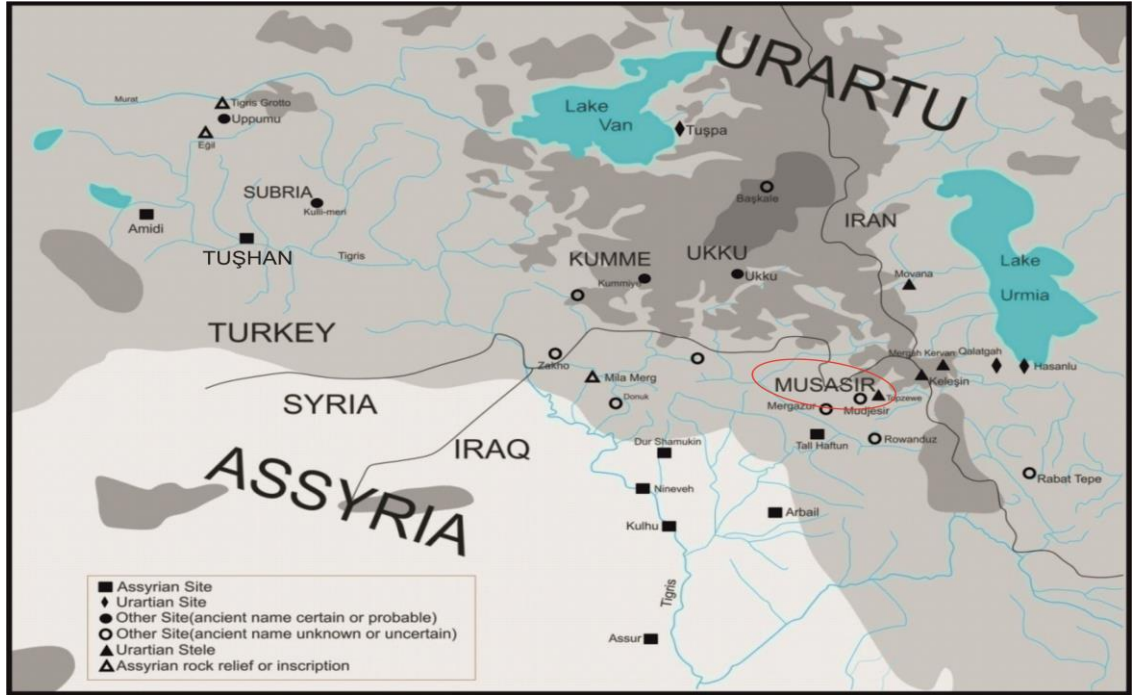 URARTU
Lake
Van
Tuşpa
Murat
Tigris Grotto
Uppumu
Eğil
SUBRIA
Kulli-meri
Başkale
Amidi
TUŞHAN
Tigris
IRAN
KUMME
Kummiye
UKKU
Ukku
Movana
Lake
Urmia
TURKEY
Zakho
Mergah Kervan
Qalatgah
Hasanlu
Keleşin
MUSASIR
Topzewe
Mila Merg
Donuk
Mergazur
Mudjesir
SYRIA
IRAQ
Tall Haftun
Rowanduz
Dur Shamukin
ASSYRIA
Nineveh
Rabat Tepe
Kulhu
Arbail
Tigris
Assur
Assyrian Site
Urartian Site
Other Site(ancient name certain or probable)
Other Site(ancient name unknown or uncertain)
Urartian Stele
Assyrian rock relief or inscription